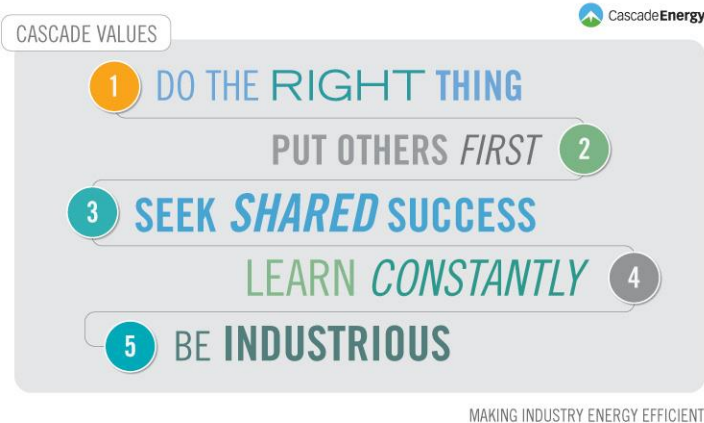 CascadeEnergy
CASCADE VALUES
1 DO THE RIGHT THING
PUT OTHERS FIRST 2
3 SEEK SHARED SUCCESS
LEARN CONSTANTLY 4
5 BE INDUSTRIOUS
MAKING INDUSTRY ENERGY EFFICIENT